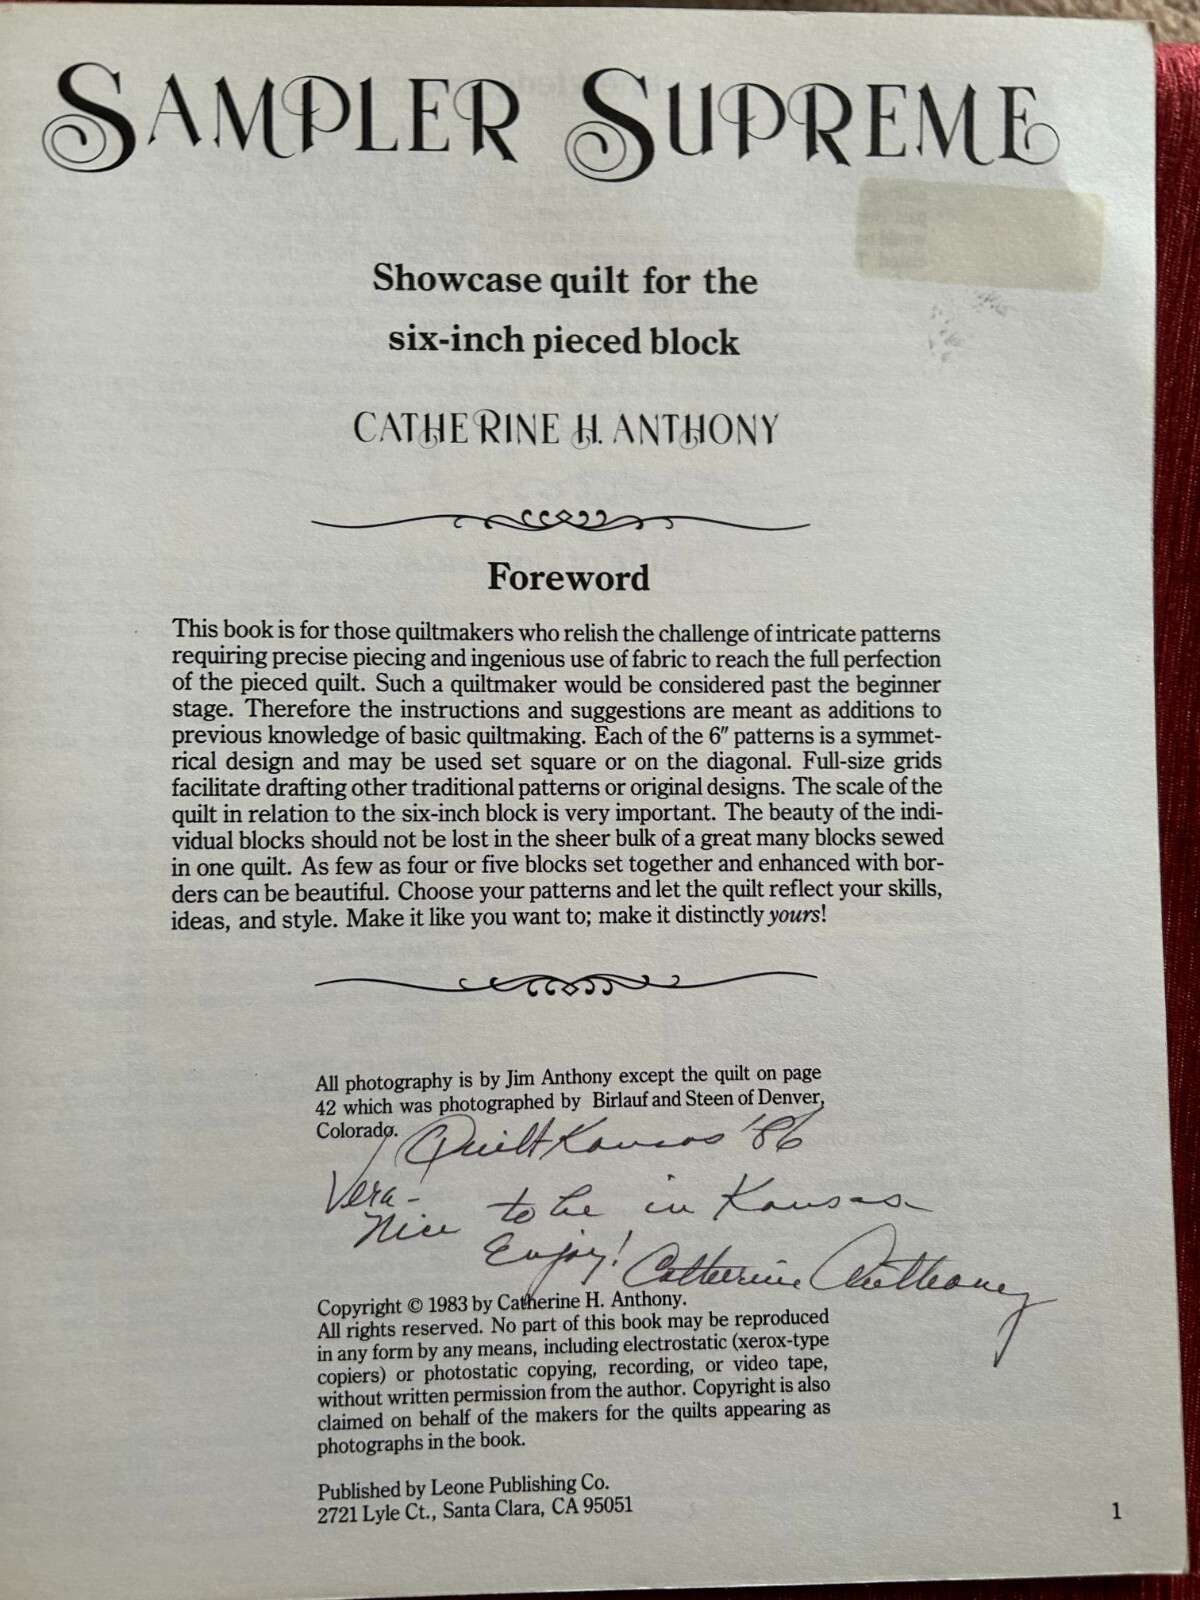 SAMPLER SUPREME
Showcase quilt for the
six-inch pieced block
CATHERINE H. ANTHONY
Foreword
This book is for those quiltmakers who relish the challenge of intricate patterns
requiring precise piecing and ingenious use of fabric to reach the full perfection
of the pieced quilt. Such a quiltmaker would be considered past the beginner
stage. Therefore the instructions and suggestions are meant as additions to
previous knowledge of basic quiltmaking. Each of the 6″ patterns is a symmet-
rical design and may be used set square or on the diagonal. Full-size grids
facilitate drafting other traditional patterns or original designs. The scale of the
quilt in relation to the six-inch block is very important. The beauty of the indi-
vidual blocks should not be lost in the sheer bulk of a great many blocks sewed
in one quilt. As few as four or five blocks set together and enhanced with bor-
ders can be beautiful. Choose your patterns and let the quilt reflect your skills,
ideas, and style. Make it like you want to; make it distinctly yours!
All photography is by Jim Anthony except the quilt on page
42 which was photographed by Birlauf and Steen of Denver,
Colorado.
Quilt Kansas '86
Vera-
Nice to be in Kansas
Enjoy! Catherine Anthony
Copyright © 1983 by Catherine H. Anthony.
All rights reserved. No part of this book may be reproduced
in any form by any means, including electrostatic (xerox-type
copiers) or photostatic copying, recording, or video tape,
without written permission from the author. Copyright is also
claimed on behalf of the makers for the quilts appearing as
photographs in the book.
Published by Leone Publishing Co.
2721 Lyle Ct., Santa Clara, CA 95051
1